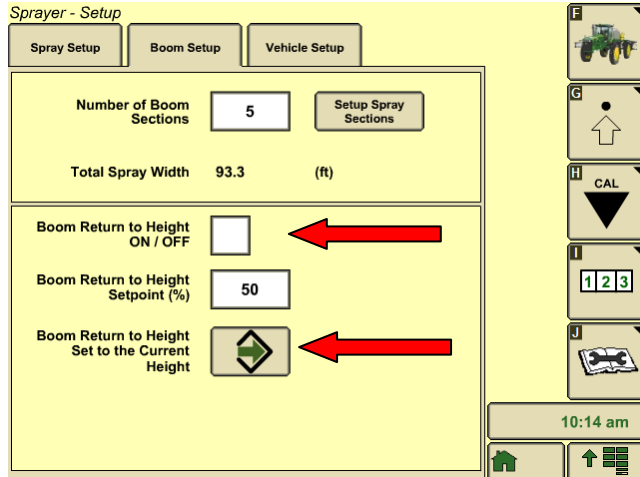 Sprayer - Setup
Spray Setup
Boom Setup
Vehicle Setup
Number of Boom
Sections
5
Setup Spray
Sections
Total Spray Width
93.3
(ft)
Boom Return to Height
ON / OFF
Boom Return to Height
Setpoint (%)
50
Boom Return to Height
Set to the Current
Height
F
G
H
CAL
I
1 2 3
J
10:14 am